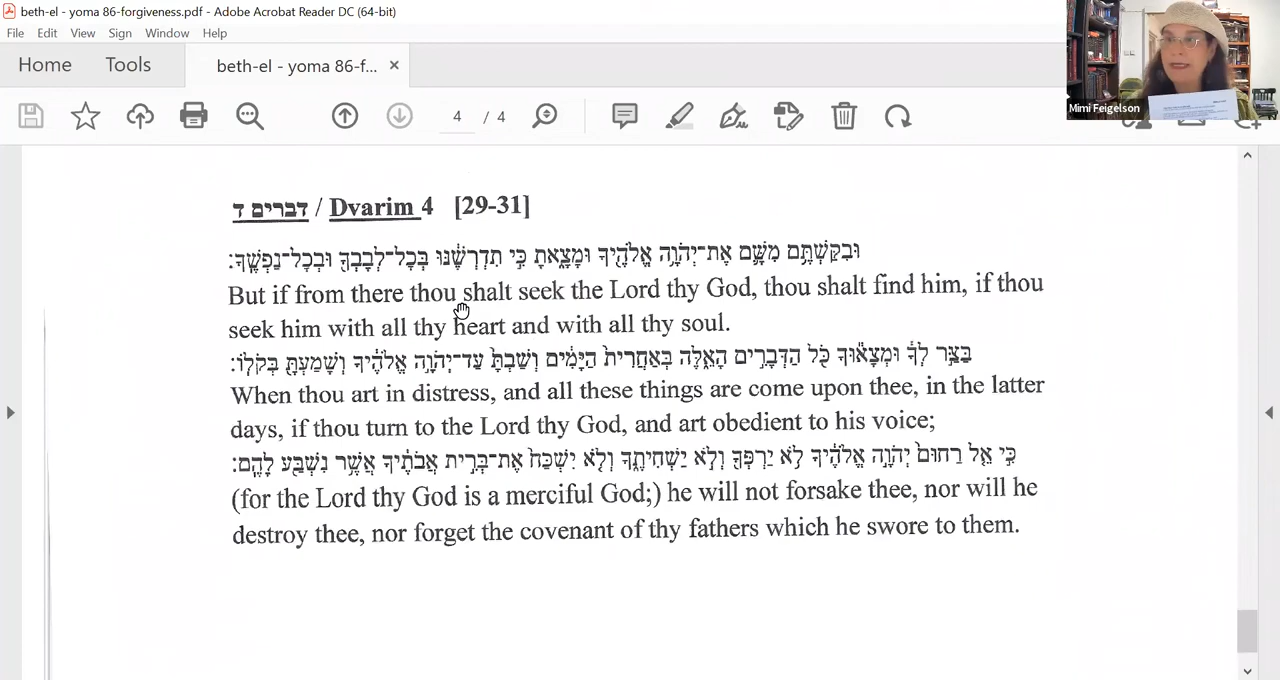 beth-el - yoma 86-forgiveness.pdf - Adobe Acrobat Reader DC (64-bit)
File Edit View Sign Window Help
Home Tools beth-el - yoma 86-f... ×
4 / 4
Mimi Feigelson
דברים ד / Dvarim 4 [29-31]
וּבִקַּשְׁתֶּ֥ם מִשָּׁ֛ם אֶת־יְהֹוָ֥ה אֱלֹהֶ֖יךָ וּמָצָ֑אתָ כִּ֣י תִדְרְשֶׁ֔נּוּ בְּכׇל־לְבָבְךָ֖ וּבְכׇל־נַפְשֶֽׁךָ׃
But if from there thou shalt seek the Lord thy God, thou shalt find him, if thou
seek him with all thy heart and with all thy soul.
בַּצַּ֣ר לְךָ֔ וּמְצָא֕וּךָ כֹּ֖ל הַדְּבָרִ֣ים הָאֵ֑לֶּה בְּאַחֲרִית֙ הַיָּמִ֔ים וְשַׁבְתָּ֙ עַד־יְהֹוָ֣ה אֱלֹהֶ֔יךָ וְשָׁמַעְתָּ֖ בְּקֹלֽוֹ׃
When thou art in distress, and all these things are come upon thee, in the latter
days, if thou turn to the Lord thy God, and art obedient to his voice;
כִּ֣י אֵ֤ל רַחוּם֙ יְהֹוָ֣ה אֱלֹהֶ֔יךָ לֹ֥א יַרְפְּךָ֖ וְלֹ֣א יַשְׁחִיתֶ֑ךָ וְלֹ֤א יִשְׁכַּח֙ אֶת־בְּרִ֣ית אֲבֹתֶ֔יךָ אֲשֶׁ֥ר נִשְׁבַּ֖ע לָהֶֽם׃
(for the Lord thy God is a merciful God;) he will not forsake thee, nor will he
destroy thee, nor forget the covenant of thy fathers which he swore to them.